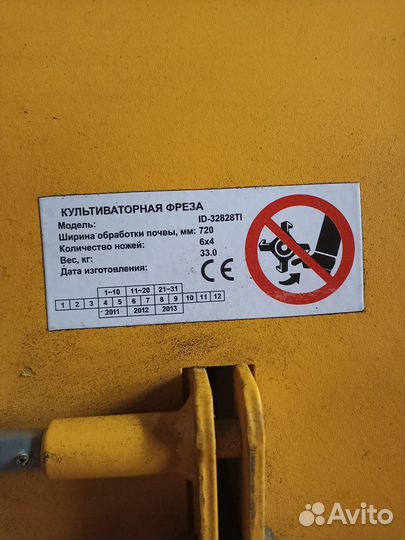 КУЛЬТИВАТОРНАЯ ФРЕЗА
Модель: ID-32828TI
Ширина обработки почвы, мм: 720
Количество ножей: 6x4
Вес, кг: 33.0
Дата изготовления:
CE
1~10 11~20 21~31
1 2 3 4 5 6 7 8 9 10 11 12
2011 2012 2013
Avito